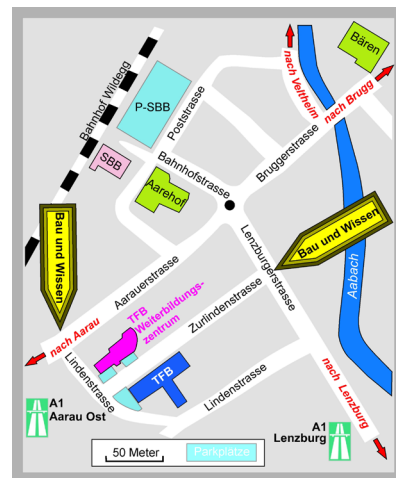 Bären
nach Veltheim
nach Brugg
Bahnhof Wildegg
P-SBB
Poststrasse
SBB
Bahnhofstrasse
Bruggerstrasse
Aarehof
Bau und Wissen
Bau und Wissen
Aarauerstrasse
Lenzburgerstrasse
Aabach
TFB
Weiterbildungs-
zentrum
Zurlindenstrasse
nach Aarau
Lindenstrasse
TFB
Lindenstrasse
nach Lenzburg
A1
Aarau Ost
A1
Lenzburg
50 Meter
Parkplätze